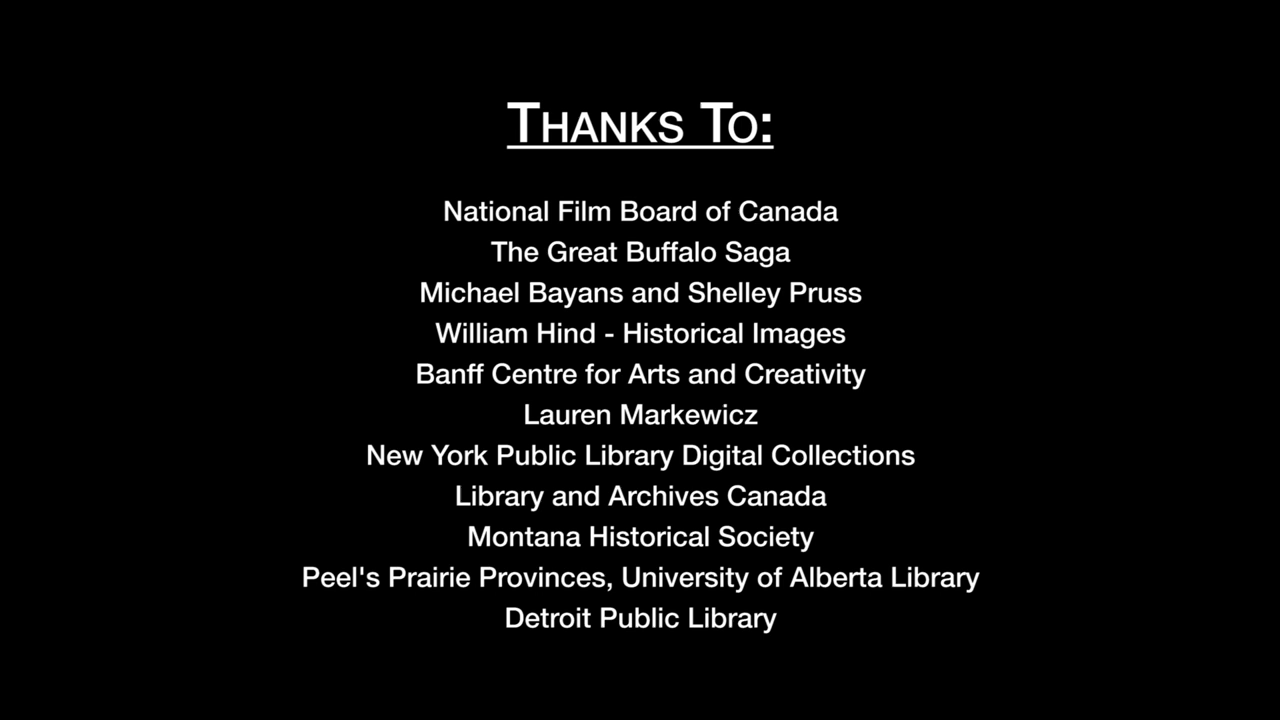 THANKS TO:
National Film Board of Canada
The Great Buffalo Saga
Michael Bayans and Shelley Pruss
William Hind - Historical Images
Banff Centre for Arts and Creativity
Lauren Markewicz
New York Public Library Digital Collections
Library and Archives Canada
Montana Historical Society
Peel's Prairie Provinces, University of Alberta Library
Detroit Public Library